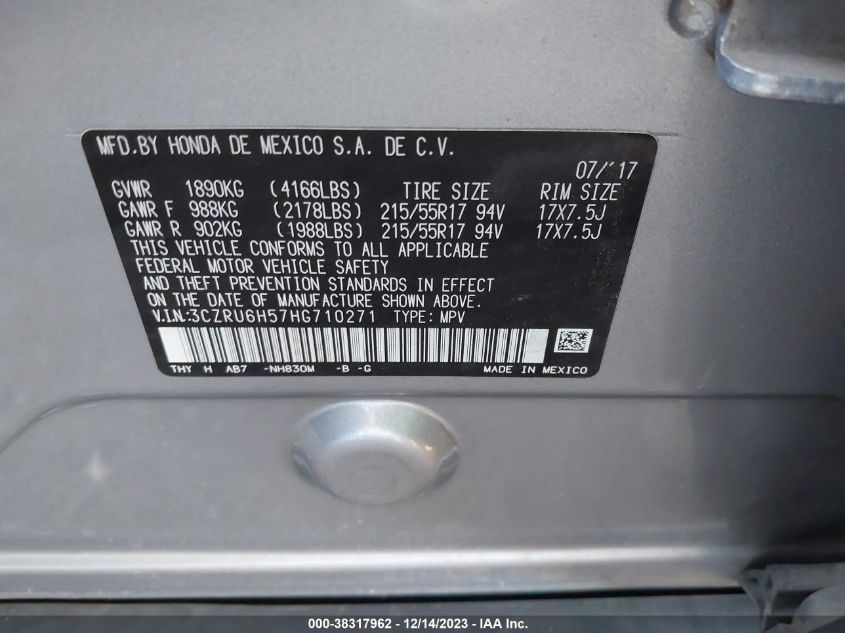 MFD.BY HONDA DE MEXICO S.A. DE C.V.
07/'17
GVWR 1890KG (4166LBS) TIRE SIZE RIM SIZE
GAWR F 988KG (2178LBS) 215/55R17 94V 17X7.5J
GAWR R 902KG (1988LBS) 215/55R17 94V 17X7.5J
THIS VEHICLE CONFORMS TO ALL APPLICABLE
FEDERAL MOTOR VEHICLE SAFETY
AND THEFT PREVENTION STANDARDS IN EFFECT
ON THE DATE OF MANUFACTURE SHOWN ABOVE.
V.I.N:3CZRU6H57HG710271 TYPE: MPV
THY H AB7 -NH830M -B -G MADE IN MEXICO
000-38317962 - 12/14/2023 - IAA Inc.